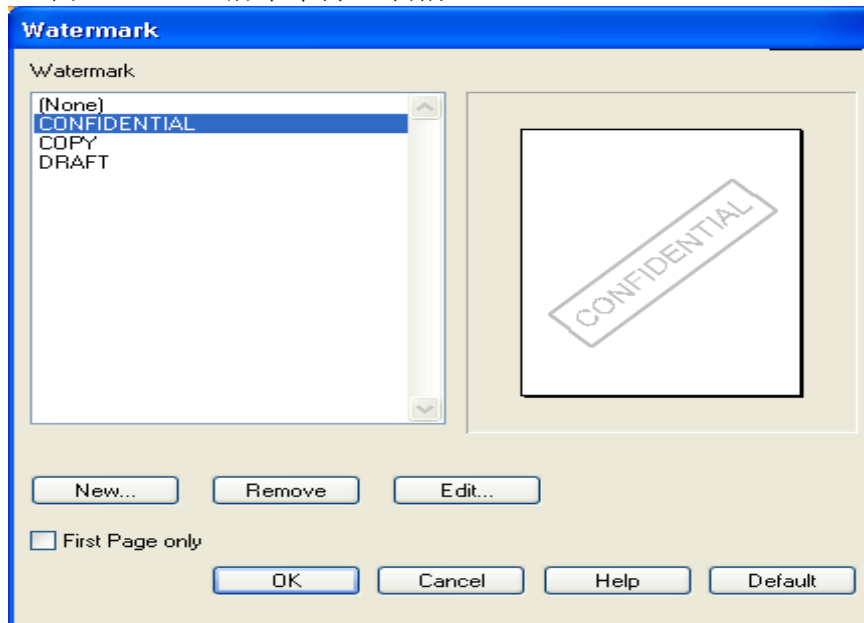 Watermark
Watermark
(None)
CONFIDENTIAL
COPY
DRAFT
CONFIDENTIAL
New... Remove Edit...
First Page only
OK Cancel Help Default